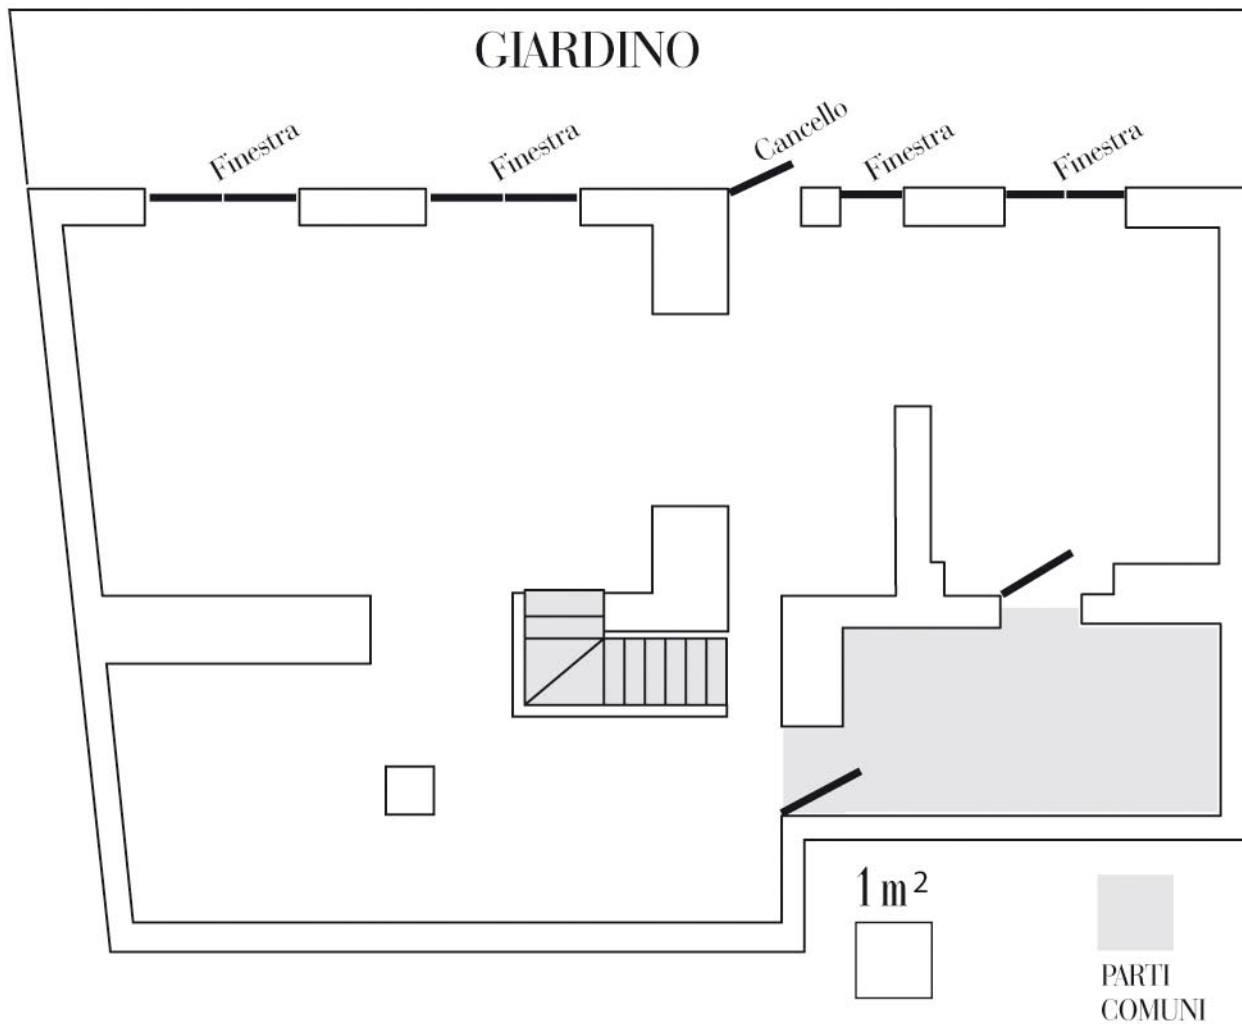 GIARDINO
Finestra
Finestra
Cancello
Finestra
Finestra
1 m²
PARTI
COMUNI